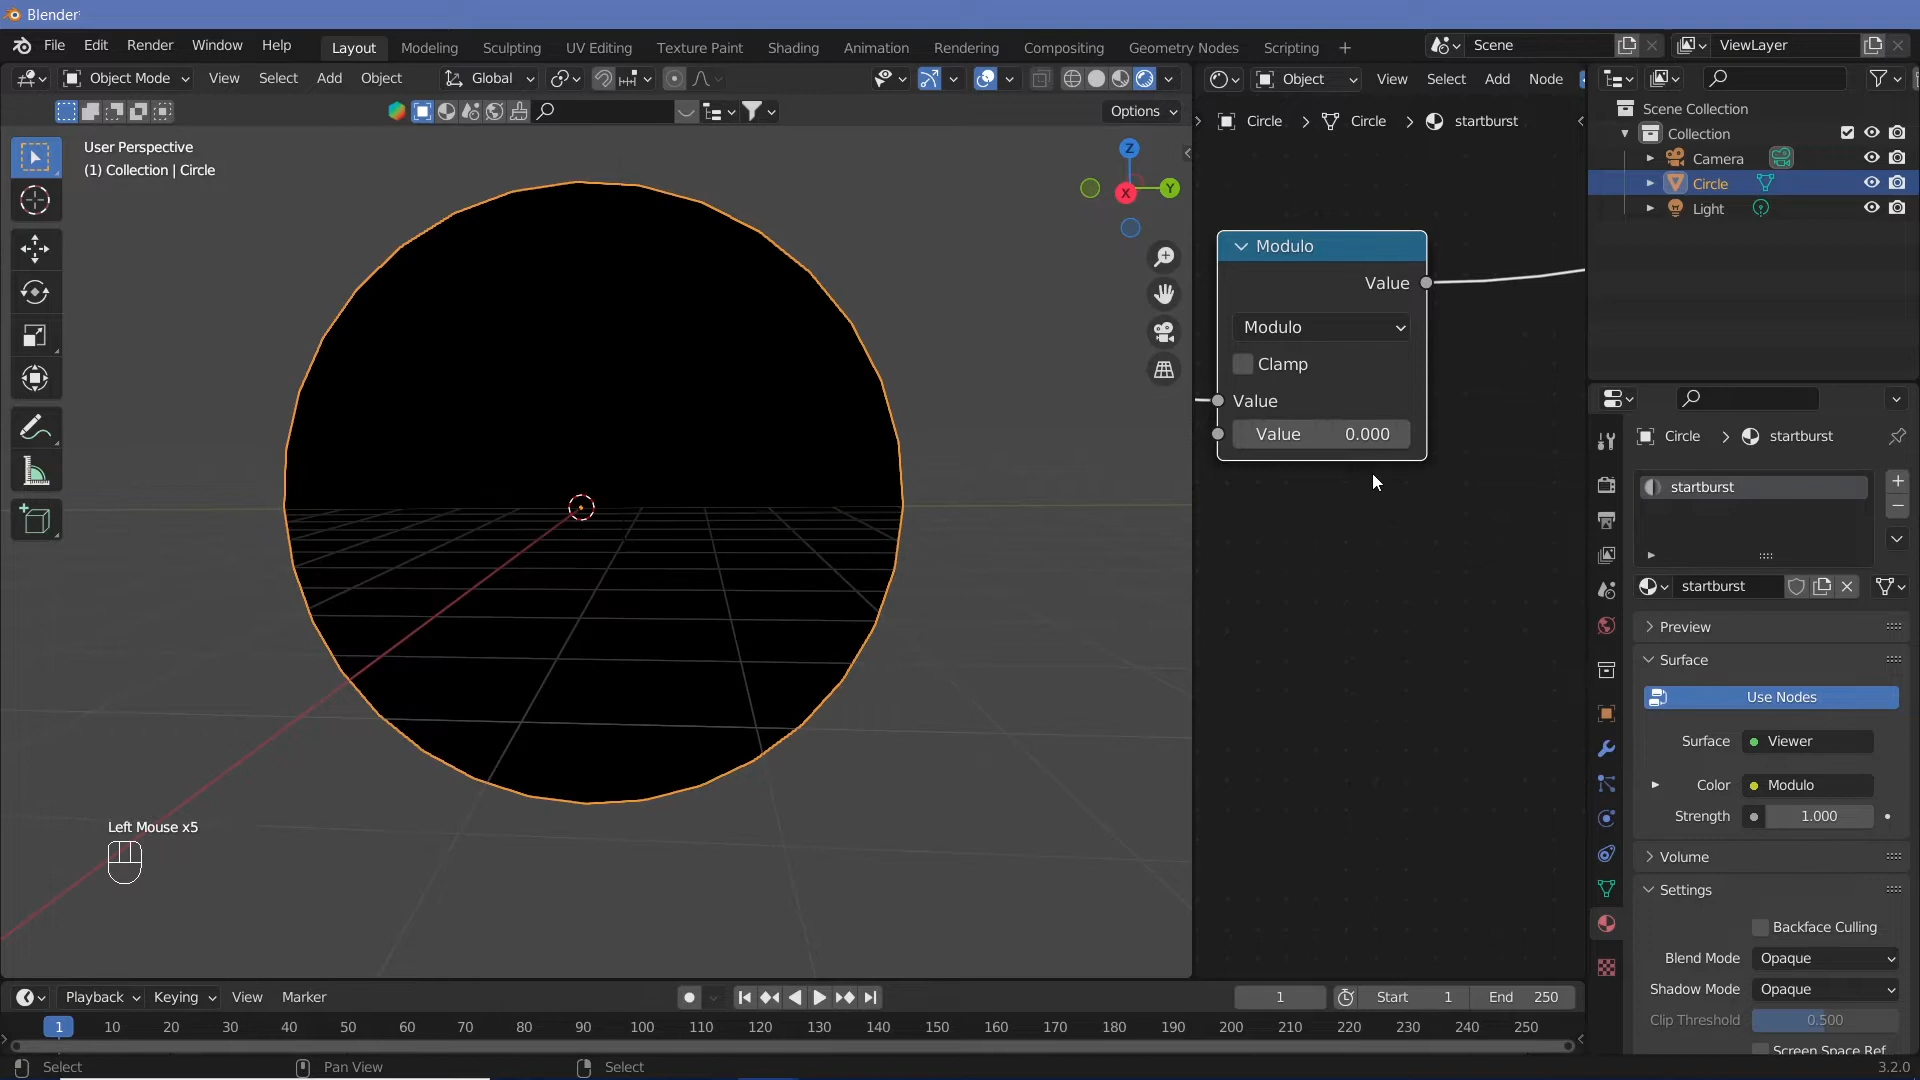 Blender
File Edit Render Window Help Layout Modeling Sculpting UV Editing Texture Paint Shading Animation Rendering Compositing Geometry Nodes Scripting + Scene ViewLayer
Object Mode View Select Add Object Global Object View Select Add Node
Options
Circle > Circle > startburst
User Perspective
(1) Collection | Circle
Z
Y
X
Scene Collection
Collection
Camera
Circle
Light
Modulo
Value
Modulo
Clamp
Value
Value 0.000
Circle > startburst
startburst
startburst
Preview
Surface
Use Nodes
Surface Viewer
Color Modulo
Strength 1.000
Volume
Settings
Backface Culling
Blend Mode Opaque
Shadow Mode Opaque
Clip Threshold 0.500
Screen Space Ref
Left Mouse x5
Playback Keying View Marker 1 Start 1 End 250
1 10 20 30 40 50 60 70 80 90 100 110 120 130 140 150 160 170 180 190 200 210 220 230 240 250
Select Pan View Select 3.2.0